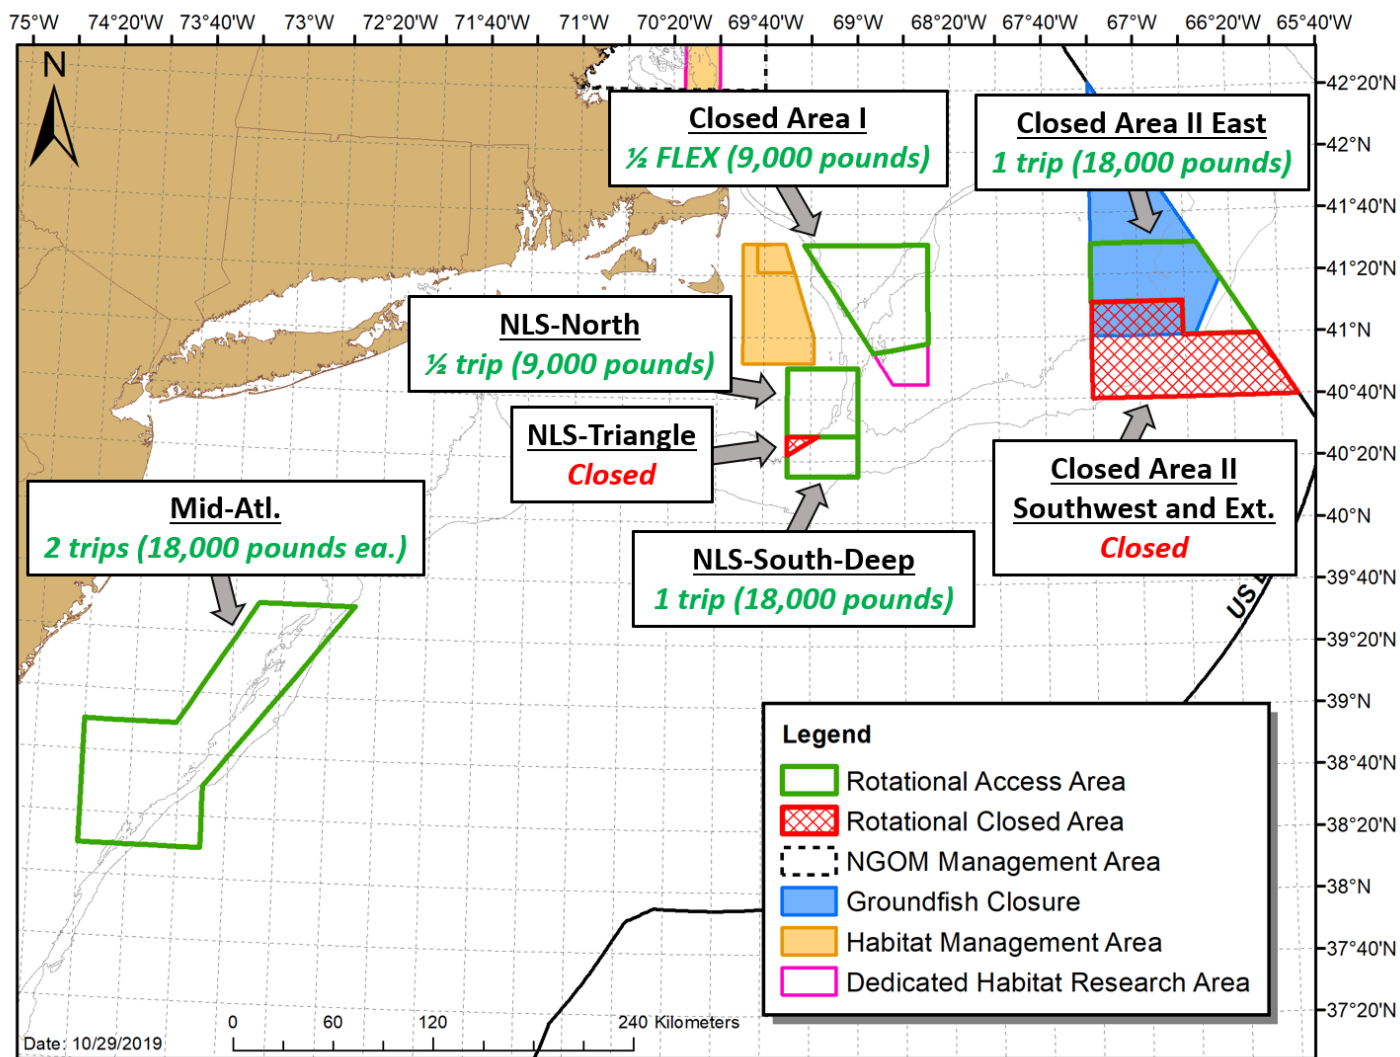 75°W 74°20'W 73°40'W 73°W 72°20'W 71°40'W 71°W 70°20'W 69°40'W 69°W 68°20'W 67°40'W 67°W 66°20'W 65°40'W
N
42°20'N
42°N
41°40'N
41°20'N
41°N
40°40'N
40°20'N
40°N
39°40'N
39°20'N
39°N
38°40'N
38°20'N
38°N
37°40'N
37°20'N
Closed Area I
½ FLEX (9,000 pounds)
Closed Area II East
1 trip (18,000 pounds)
NLS-North
½ trip (9,000 pounds)
NLS-Triangle
Closed
Closed Area II
Southwest and Ext.
Closed
Mid-Atl.
2 trips (18,000 pounds ea.)
NLS-South-Deep
1 trip (18,000 pounds)
US
Legend
Rotational Access Area
Rotational Closed Area
NGOM Management Area
Groundfish Closure
Habitat Management Area
Dedicated Habitat Research Area
0 60 120 240 Kilometers
Date: 10/29/2019